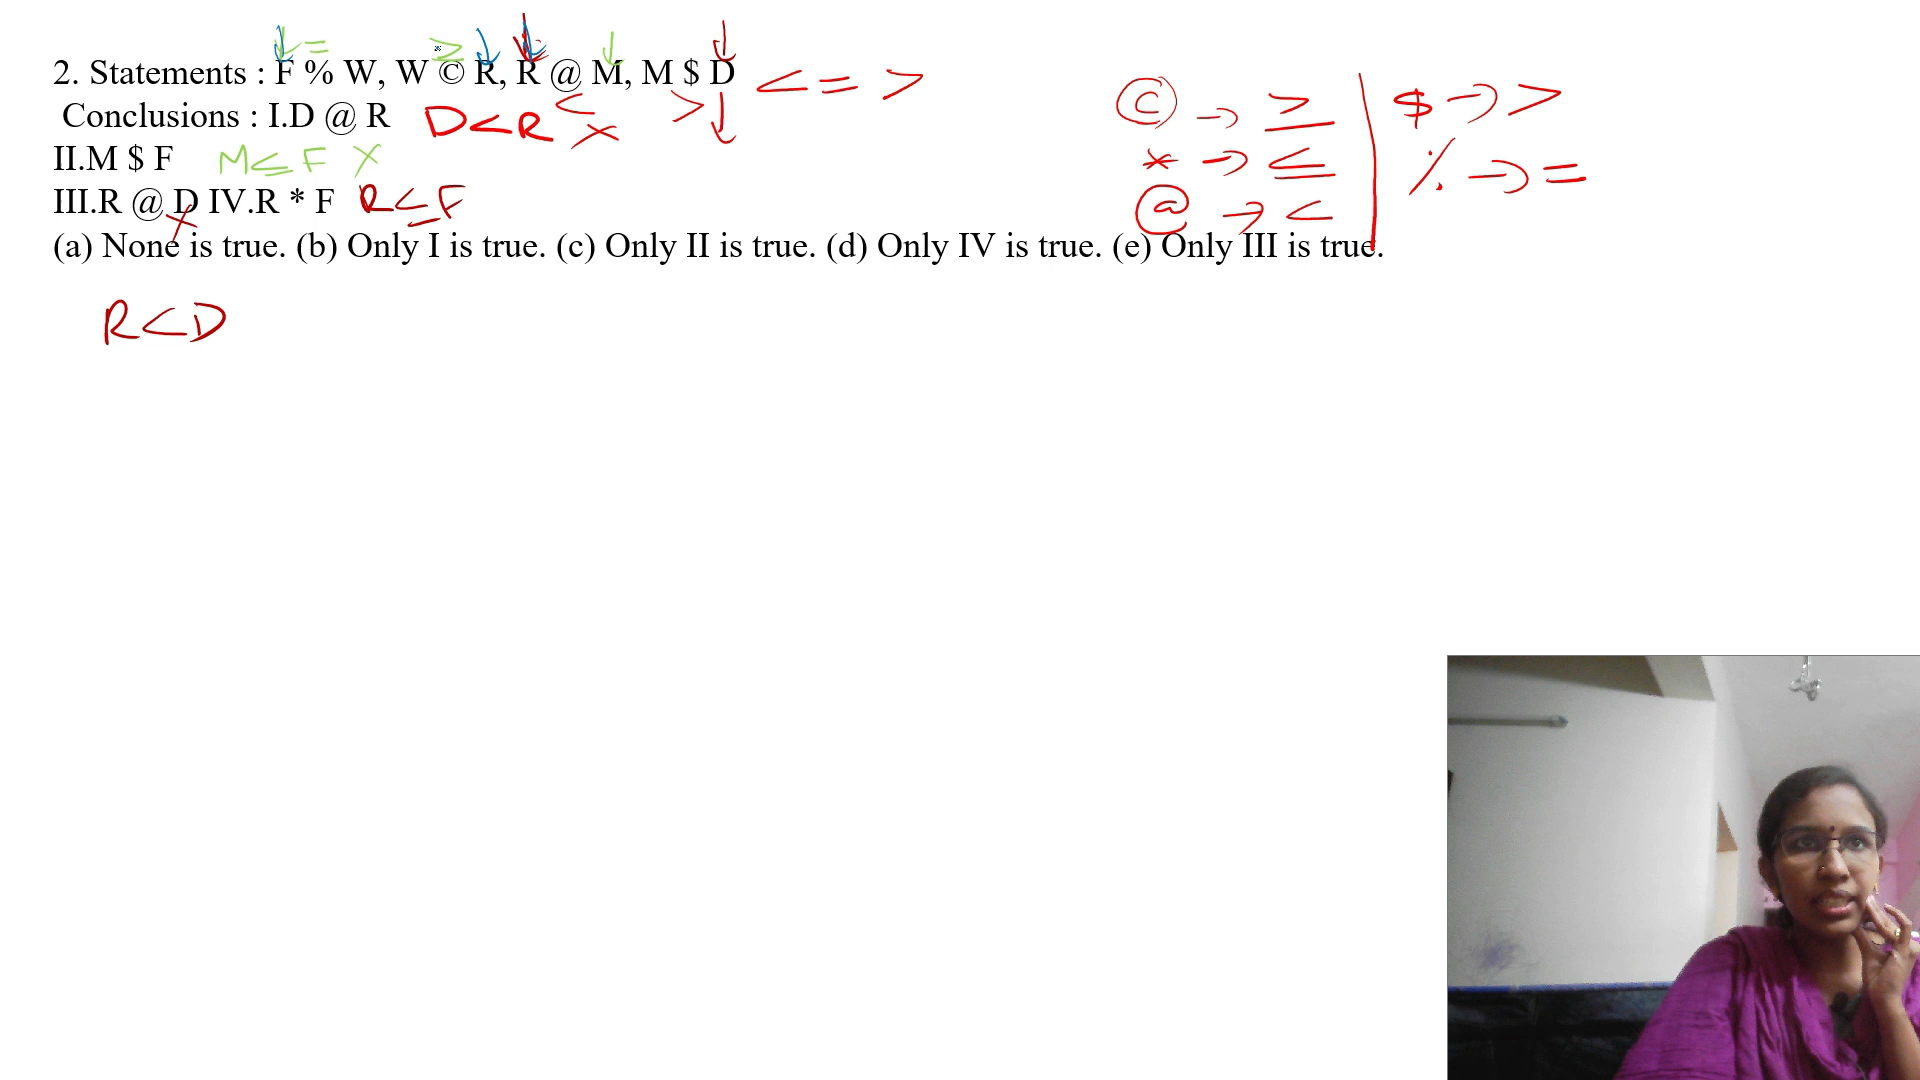 2. Statements : F % W, W © R, R @ M, M $ D
= ≥ < > < = >
Conclusions : I.D @ R D<R ×
II.M $ F M≤F ×
III.R @ D IV.R * F R≤F
×
(a) None is true. (b) Only I is true. (c) Only II is true. (d) Only IV is true. (e) Only III is true.
R<D
© → ≥ $ → >
* → ≤ % → =
@ → <